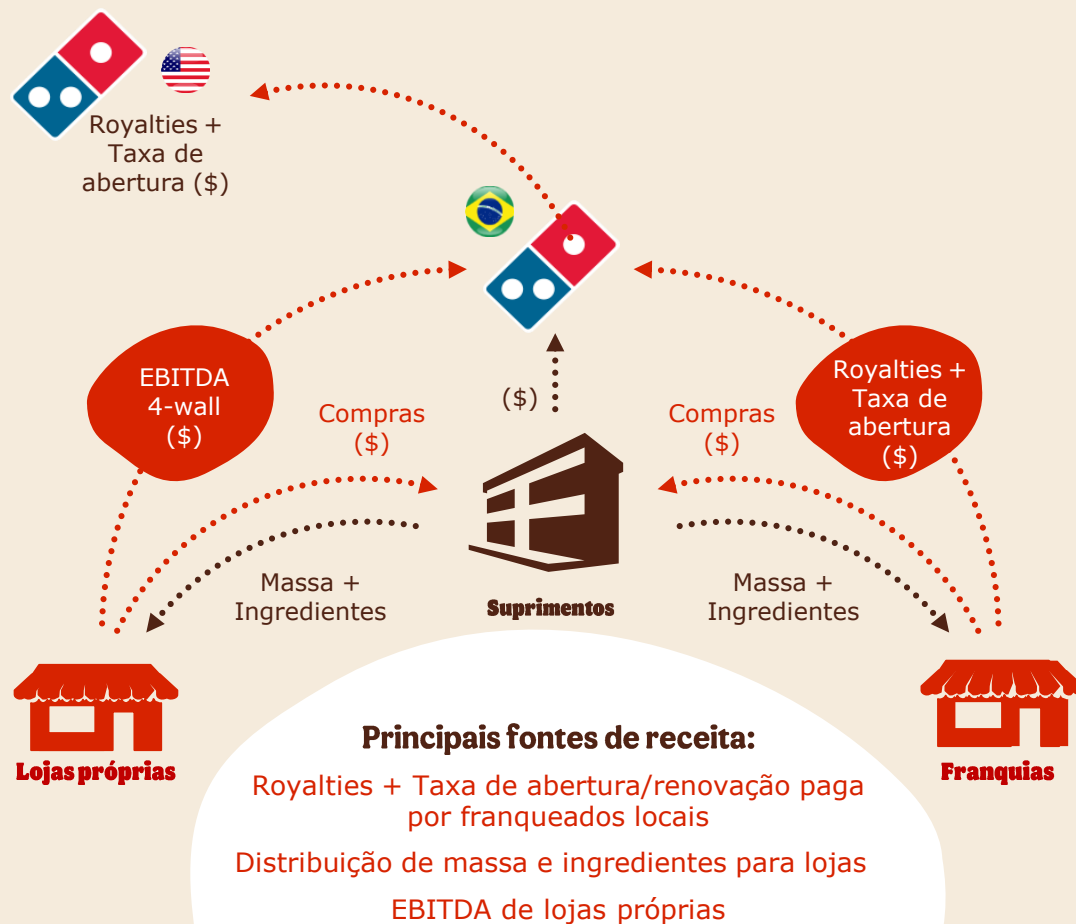 Royalties +
Taxa de
abertura ($)
EBITDA
4-wall
($)
Compras
($)
($)
Compras
($)
Royalties +
Taxa de
abertura
($)
Massa +
Ingredientes
Suprimentos
Massa +
Ingredientes
Lojas próprias
Franquias
Principais fontes de receita:
Royalties + Taxa de abertura/renovação paga
por franqueados locais
Distribuição de massa e ingredientes para lojas
EBITDA de lojas próprias